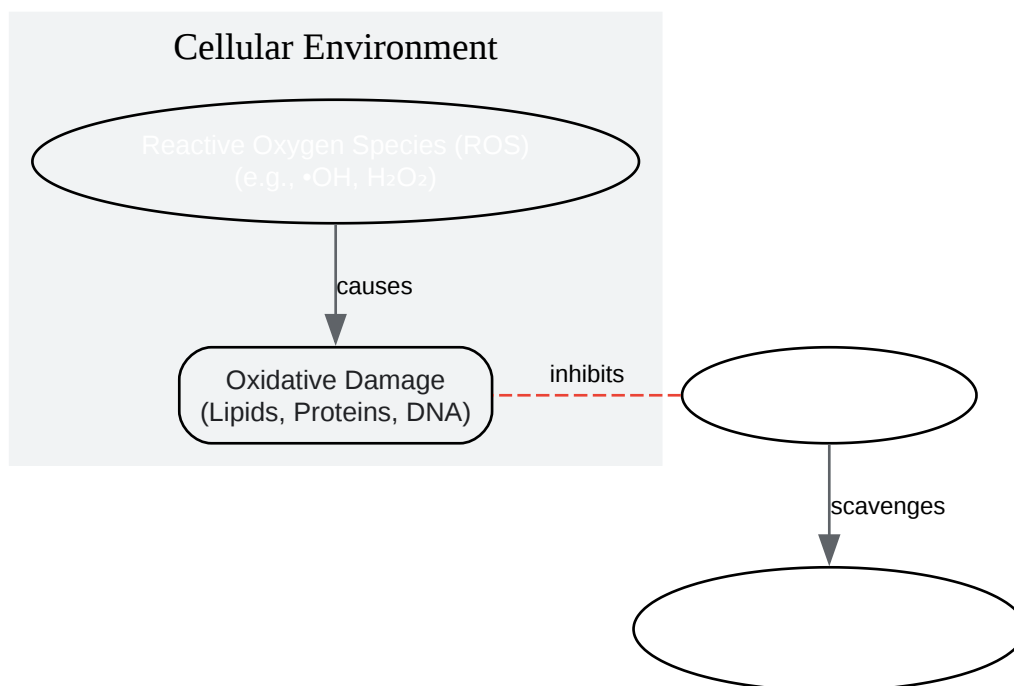 Cellular Environment
Reactive Oxygen Species (ROS)
(e.g., •OH, H₂O₂)
causes
Oxidative Damage
(Lipids, Proteins, DNA)
inhibits
scavenges